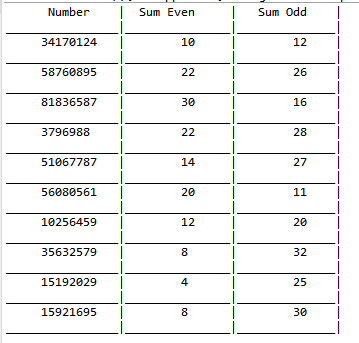 Number | Sum Even | Sum Odd |
34170124 | 10 | 12 |
58760895 | 22 | 26 |
81836587 | 30 | 16 |
3796988 | 22 | 28 |
51067787 | 14 | 27 |
56080561 | 20 | 11 |
10256459 | 12 | 20 |
35632579 | 8 | 32 |
15192029 | 4 | 25 |
15921695 | 8 | 30 |